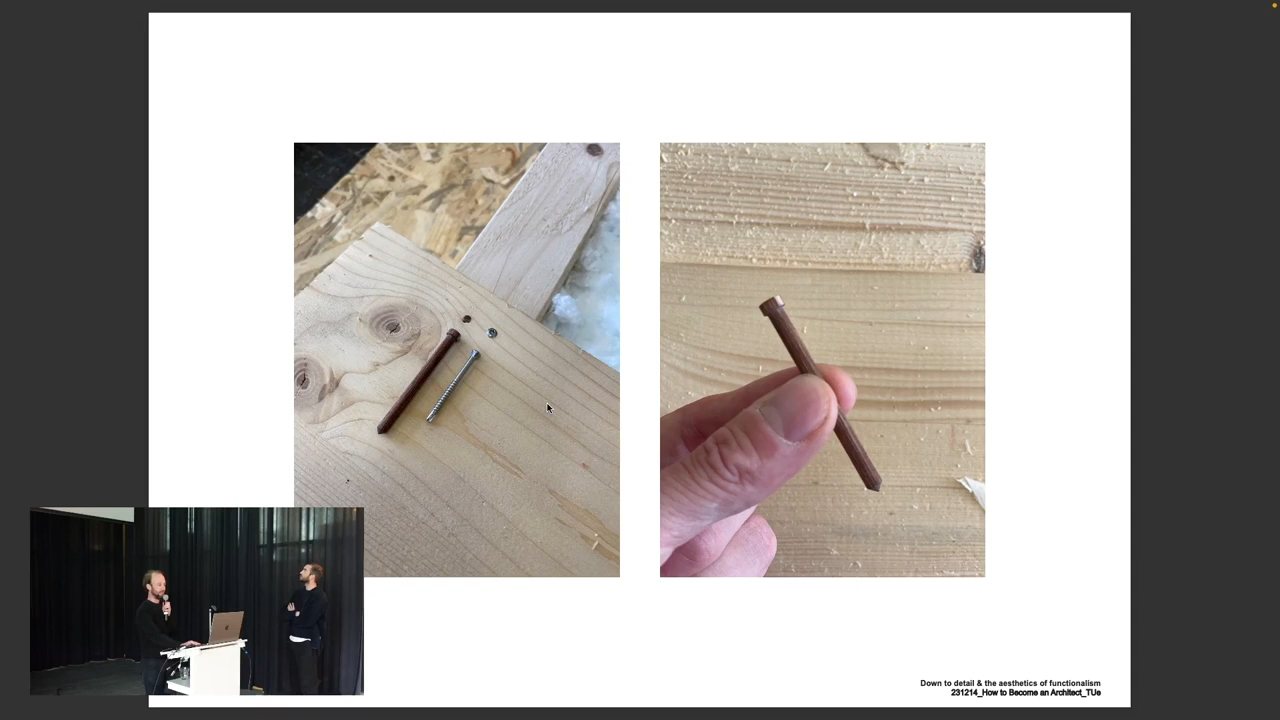 Down to detail & the aesthetics of functionalism
231214_How to Become an Architect_TUe